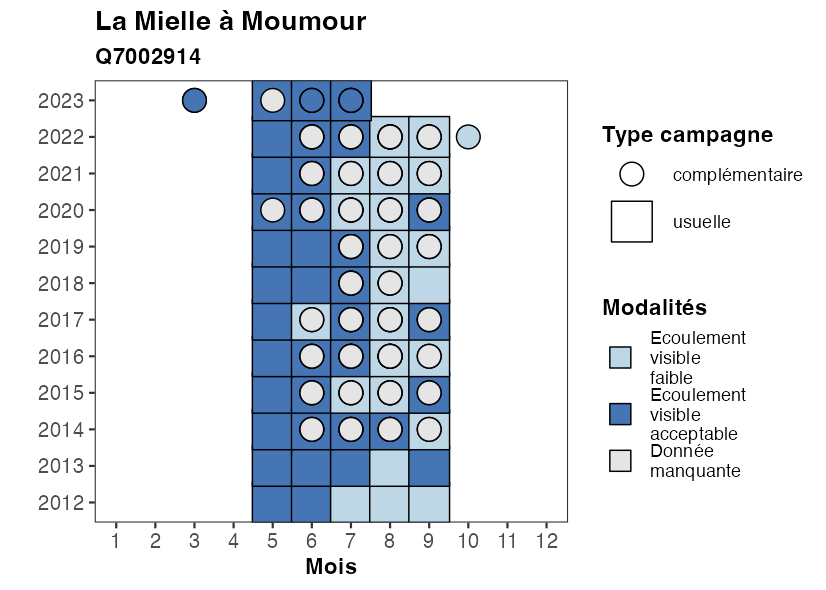 La Mielle à Moumour
Q7002914
2023
2022
2021
2020
2019
2018
2017
2016
2015
2014
2013
2012
1 2 3 4 5 6 7 8 9 10 11 12
Mois
Type campagne
complémentaire
usuelle
Modalités
Ecoulement
visible
faible
Ecoulement
visible
acceptable
Donnée
manquante